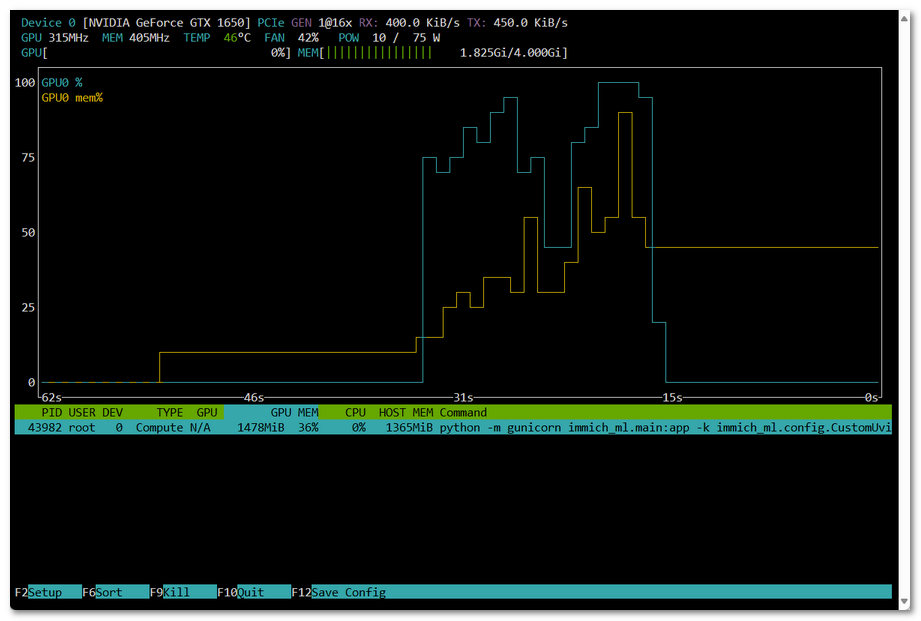 Device 0 [NVIDIA GeForce GTX 1650] PCIe GEN 1@16x RX: 400.0 KiB/s TX: 450.0 KiB/s
GPU 315MHz MEM 405MHz TEMP 46°C FAN 42% POW 10 / 75 W
GPU[ 0%] MEM[||||||||||||||| 1.825Gi/4.000Gi]
100 GPU0 %
GPU0 mem%
75
50
25
0
62s 46s 31s 15s 0s
PID USER DEV TYPE GPU GPU MEM CPU HOST MEM Command
43982 root 0 Compute N/A 1478MiB 36% 0% 1365MiB python -m gunicorn immich_ml.main:app -k immich_ml.config.CustomUvi
F2Setup F6Sort F9Kill F10Quit F12Save Config